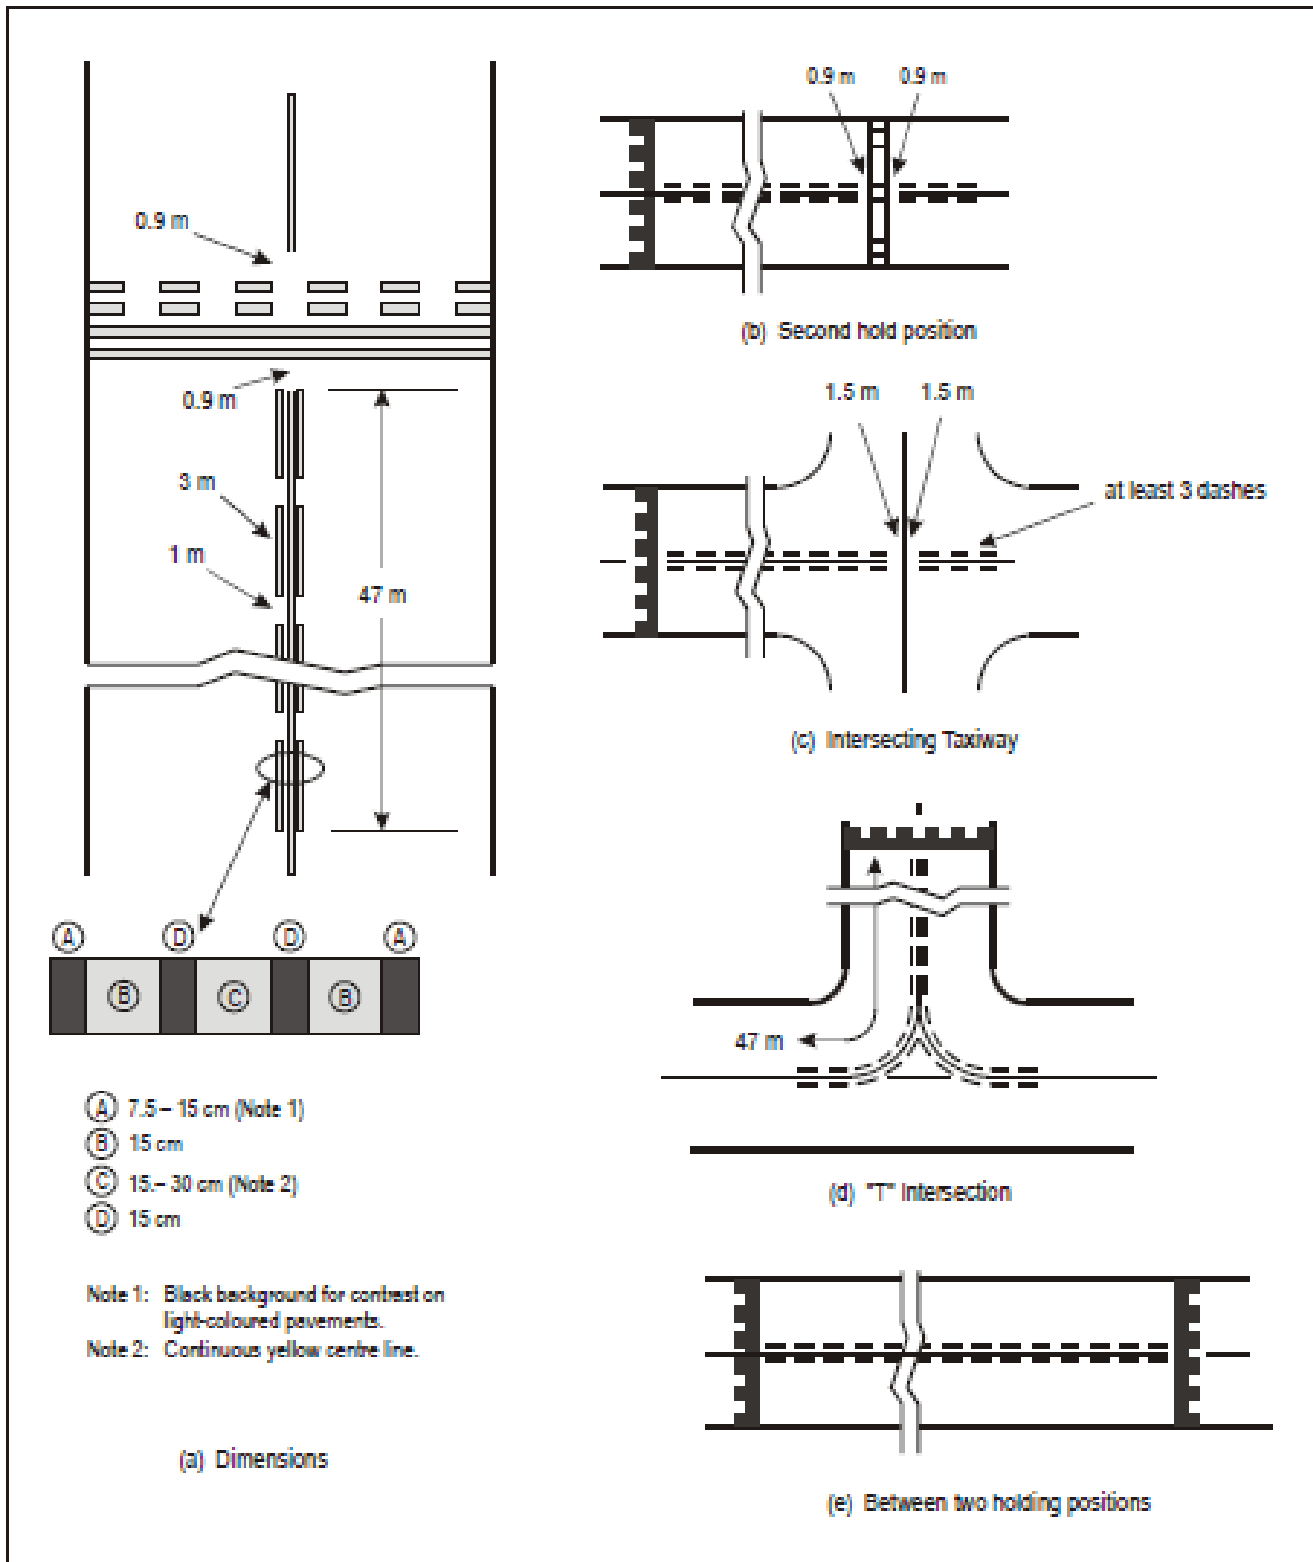 0.9 m
0.9 m
3 m
1 m
47 m
A D D A
B C B
A 7.5 – 15 cm (Note 1)
B 15 cm
C 15.– 30 cm (Note 2)
D 15 cm
Note 1: Black background for contrast on
light-coloured pavements.
Note 2: Continuous yellow centre line.
(a) Dimensions
0.9 m 0.9 m
(b) Second hold position
1.5 m 1.5 m
at least 3 dashes
(c) Intersecting Taxiway
47 m
(d) "T" Intersection
(e) Between two holding positions